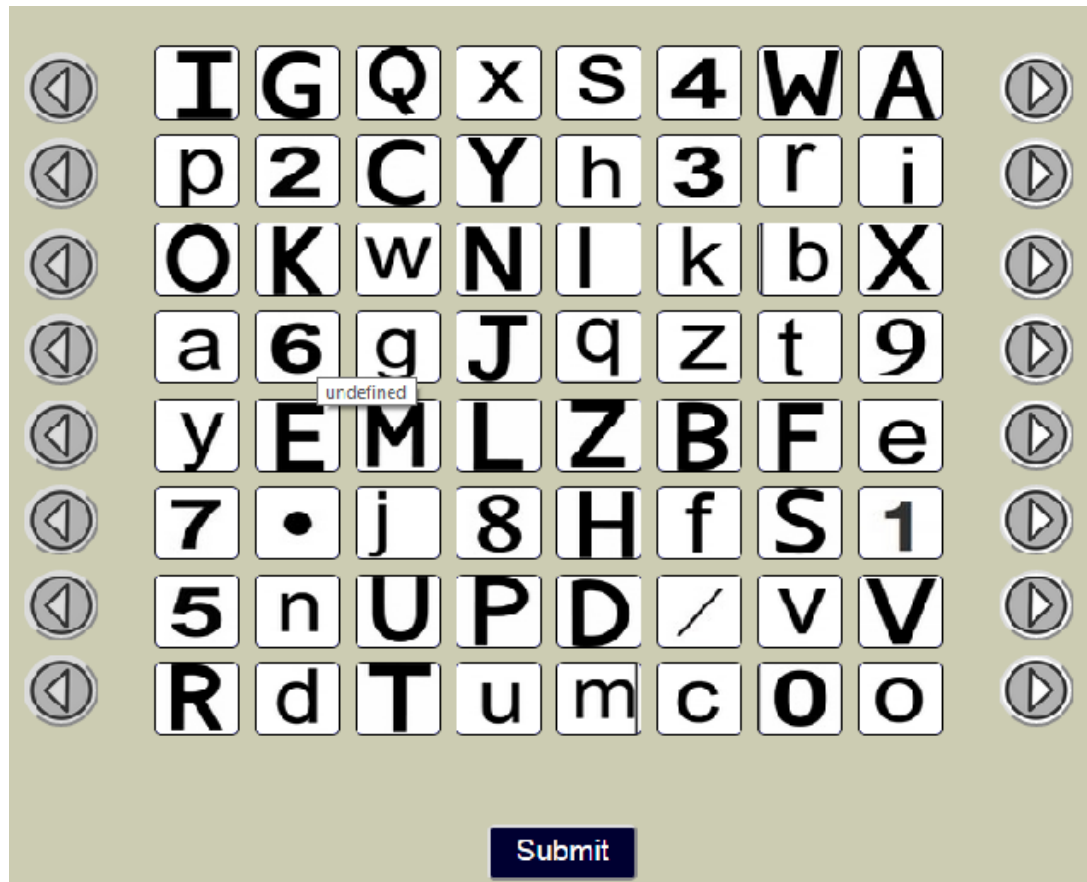 I G Q x s 4 W A
p 2 C Y h 3 r i
O K w N l k b X
a 6 g J q z t 9
undefined
y E M L Z B F e
7 • j 8 H f S 1
5 n U P D / v V
R d T u m c 0 o
Submit